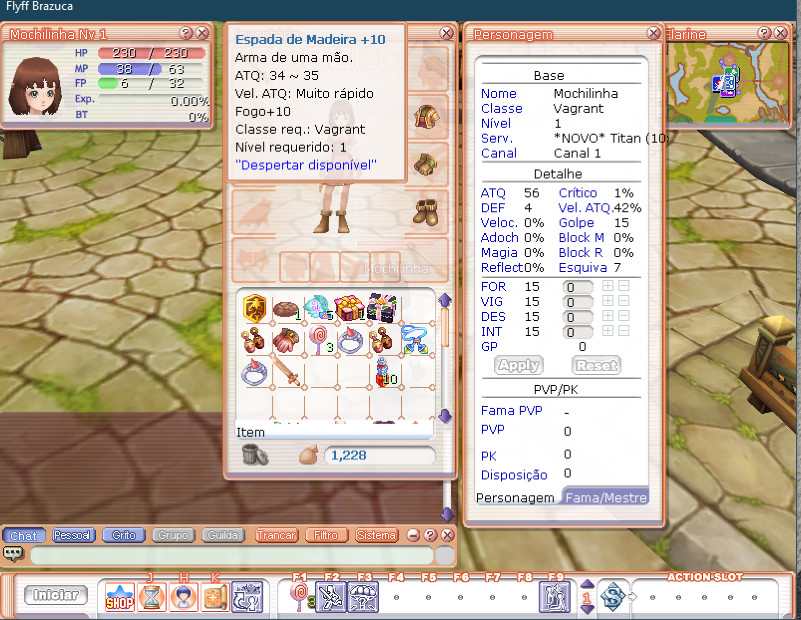 Flyff Brazuca
Mochilinha Nv 1
HP 230 / 230
MP 38 / 63
FP 6 / 32
Exp. 0.00%
BT 0%
Espada de Madeira +10
Arma de uma mão.
ATQ: 34 ~ 35
Vel. ATQ: Muito rápido
Fogo+10
Classe req.: Vagrant
Nível requerido: 1
"Despertar disponível"
Mochilinha
1
5
3
10
Item
1,228
Personagem
Base
Nome Mochilinha
Classe Vagrant
Nível 1
Serv. *NOVO* Titan (10
Canal Canal 1
Detalhe
ATQ 56 Crítico 1%
DEF 4 Vel. ATQ. 42%
Veloc. 0% Golpe 15
Adoch 0% Block M 0%
Magia 0% Block R 0%
Reflect 0% Esquiva 7
FOR 15 0
VIG 15 0
DES 15 0
INT 15 0
GP 0
Apply Reset
PVP/PK
Fama PVP -
PVP 0
PK 0
Disposição 0
Personagem Fama/Mestre
Flarine
Chat Pessoal Grito Grupo Guilda Trancar Filtro Sistema
Iniciar SHOP J H K F1 F2 F3 F4 F5 F6 F7 F8 F9 1 S ACTION-SLOT
3